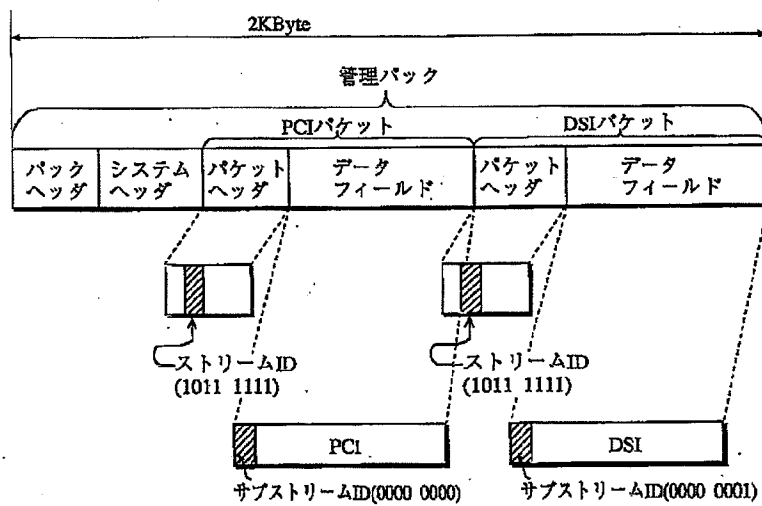 2KByte
管理パック
PCIパケット
DSIパケット
パック
ヘッダ
システム
ヘッダ
パケット
ヘッダ
データ
フィールド
パケット
ヘッダ
データ
フィールド
ストリームID
(1011 1111)
ストリームID
(1011 1111)
PCI
DSI
サブストリームID(0000 0000)
サブストリームID(0000 0001)